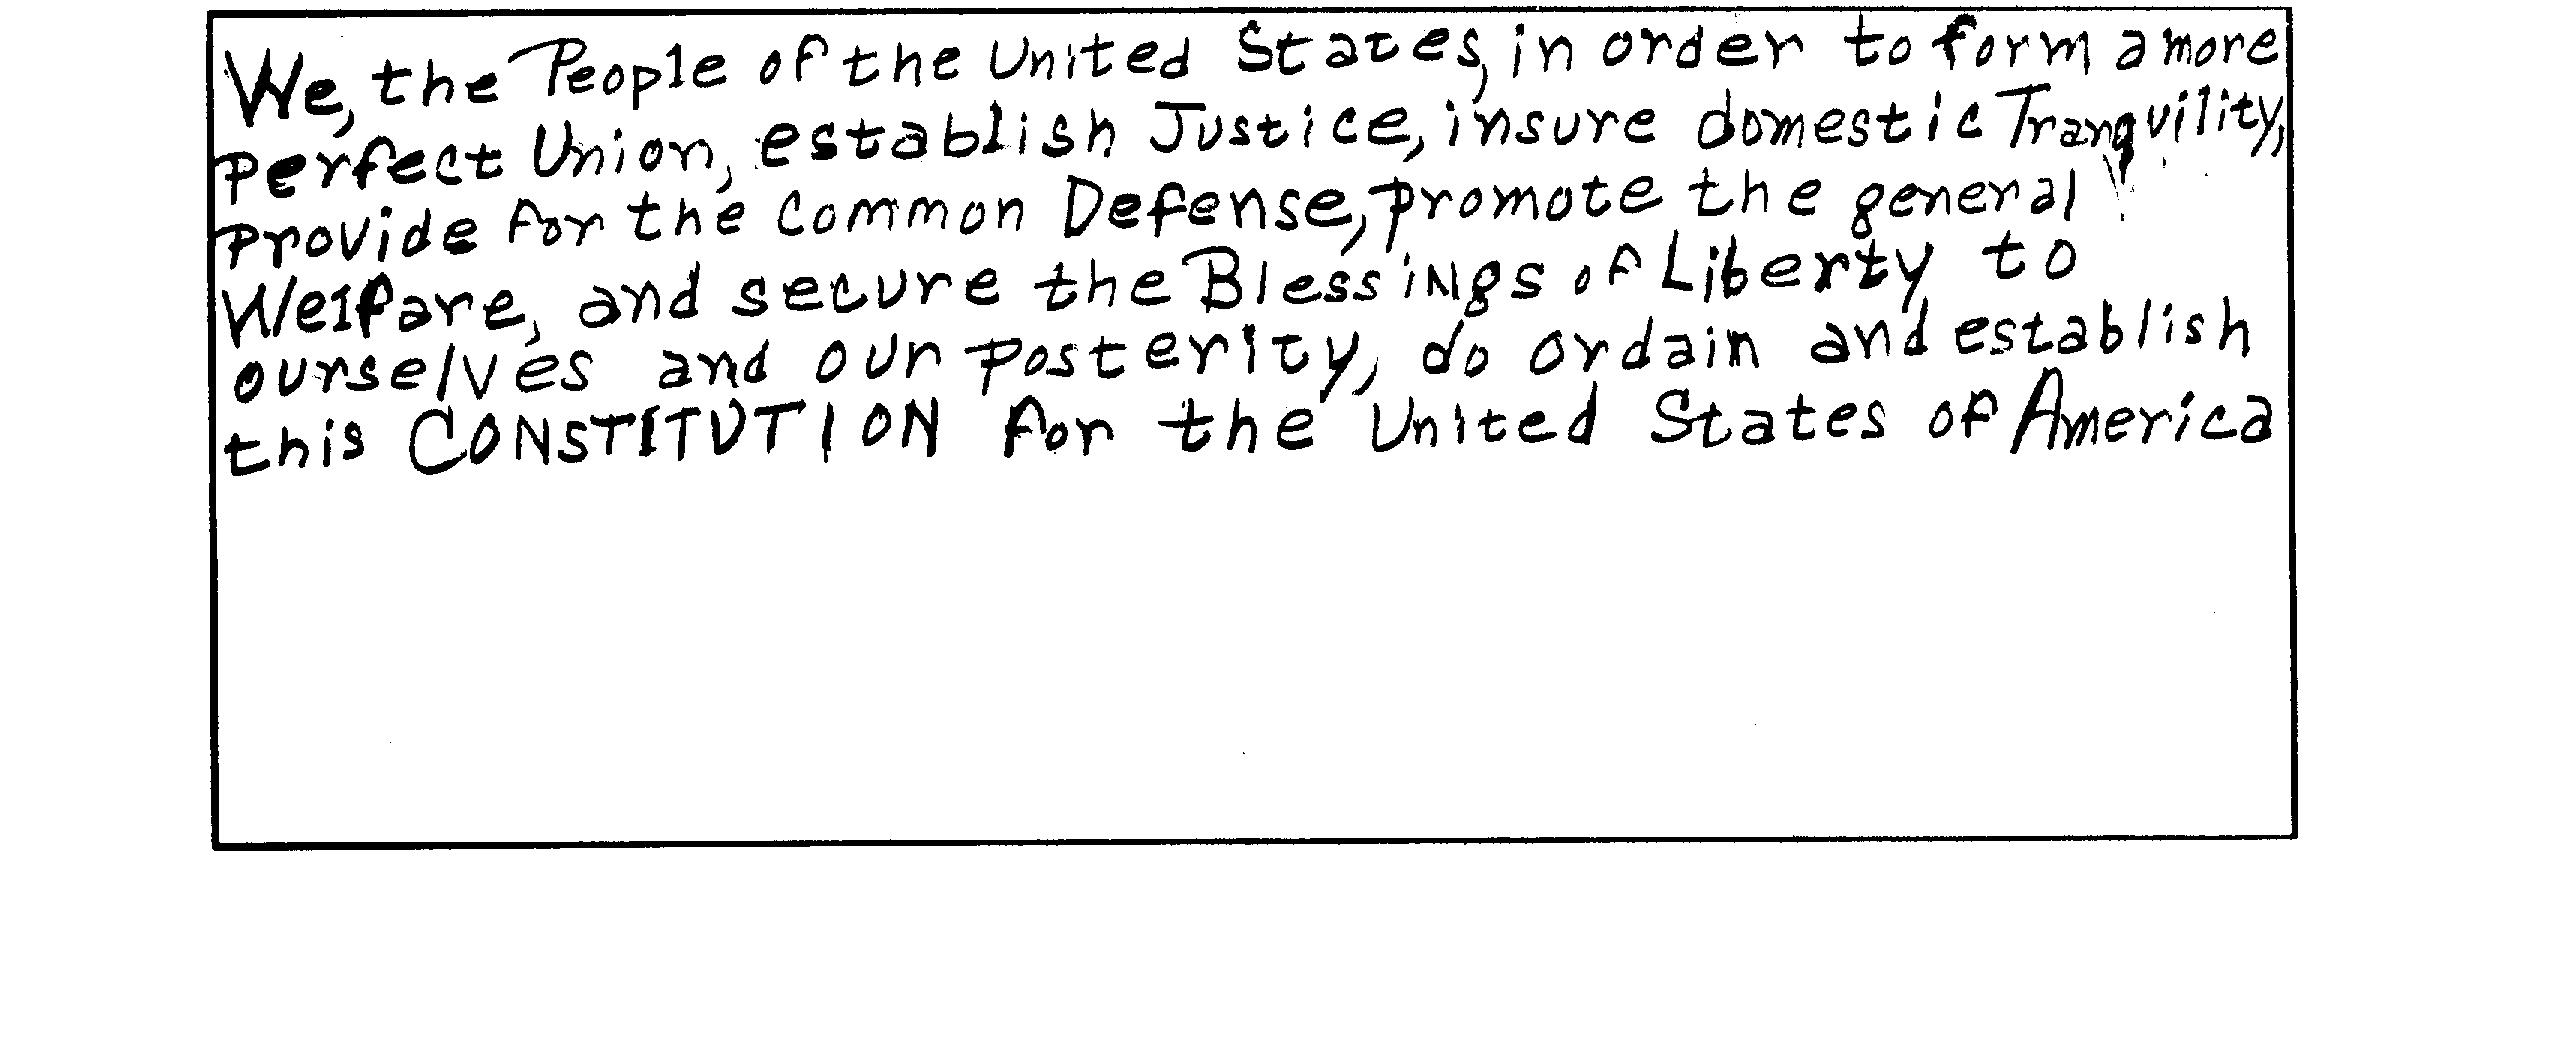 We, the People of the United States, in order to form a more
perfect Union, establish Justice, insure domestic Tranquility,
provide for the common Defense, promote the general
Welfare, and secure the Blessings of Liberty to
ourselves and our posterity, do ordain and establish
this CONSTITUTION for the United States of America